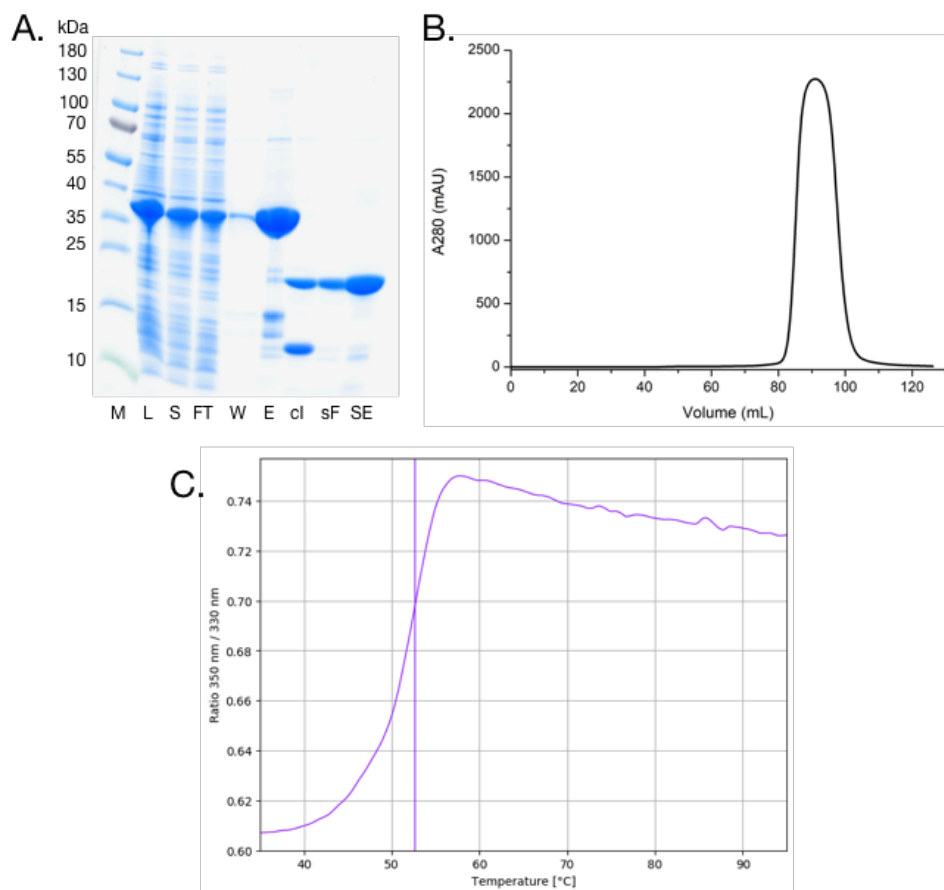 A.
kDa
180
130
100
70
55
40
35
25
15
10
M L S FT W E cl sF SE
B.
2500
2000
1500
1000
500
0
A280 (mAU)
0 20 40 60 80 100 120
Volume (mL)
C.
0.74
0.72
0.70
0.68
0.66
0.64
0.62
0.60
Ratio 350 nm / 330 nm
40 50 60 70 80 90
Temperature [°C]